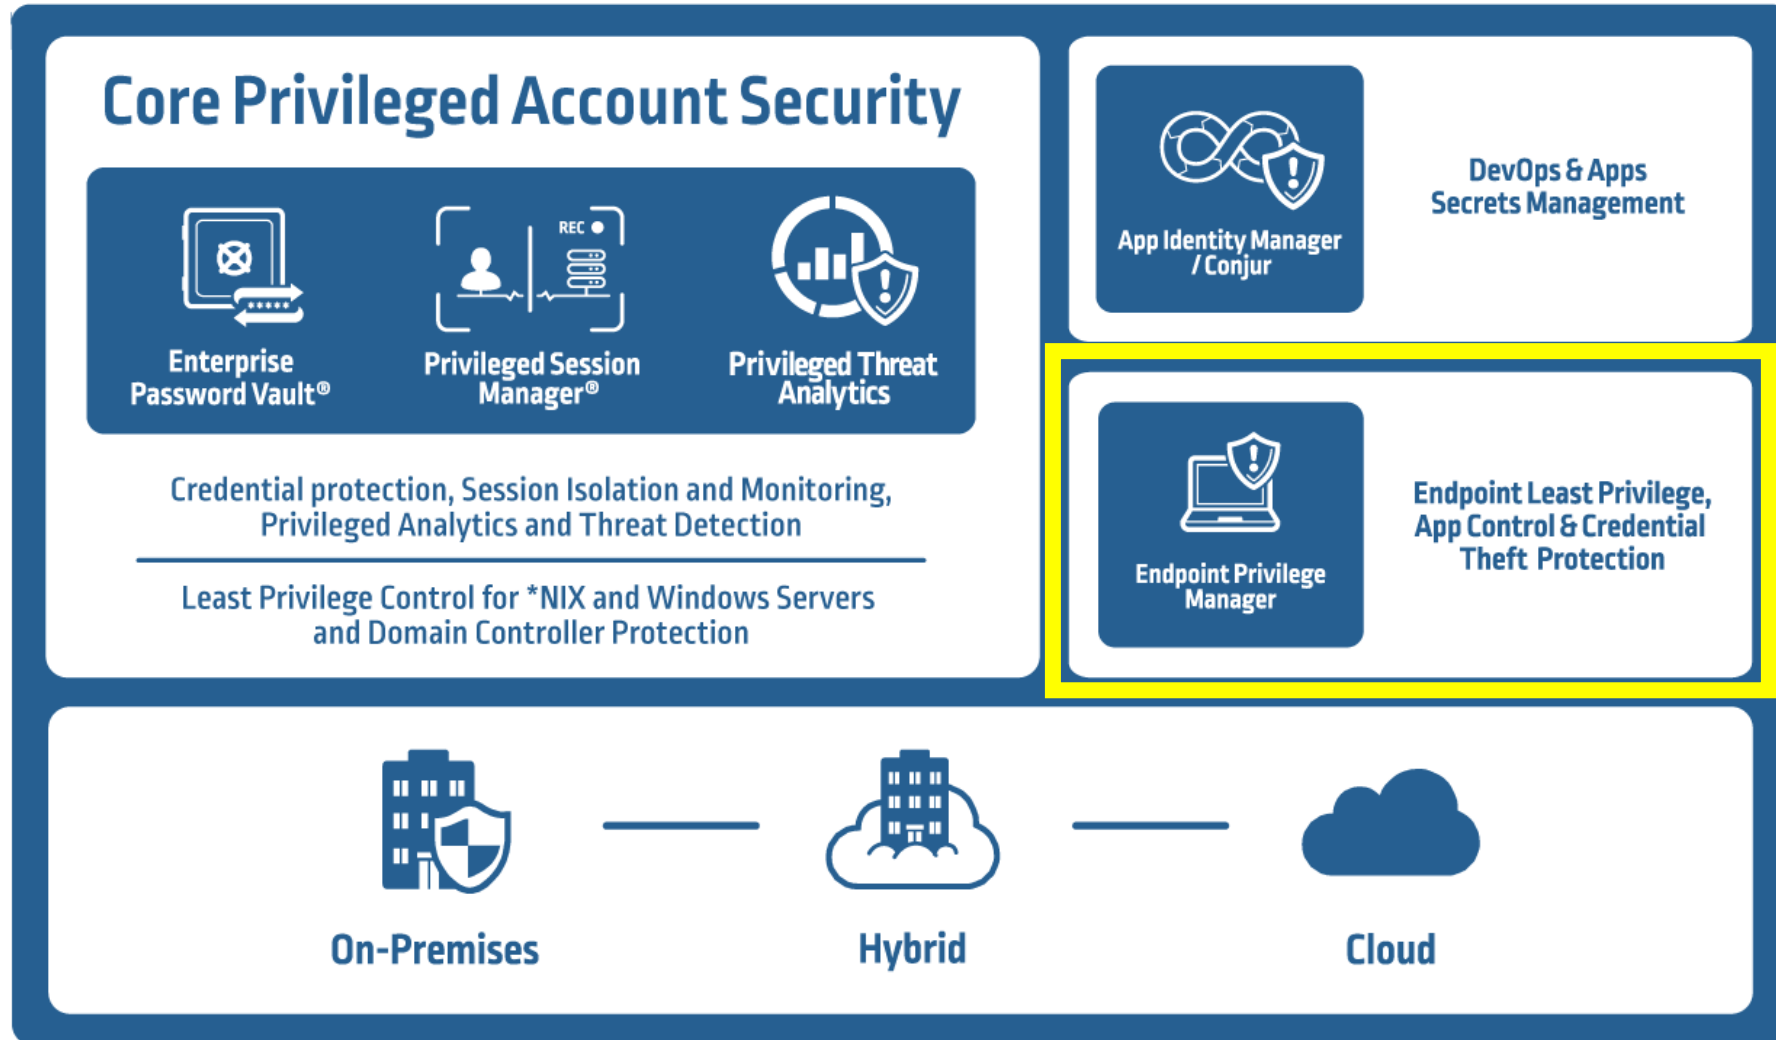 Core Privileged Account Security
REC
*****
Enterprise
Password Vault®
Privileged Session
Manager®
Privileged Threat
Analytics
Credential protection, Session Isolation and Monitoring,
Privileged Analytics and Threat Detection
Least Privilege Control for *NIX and Windows Servers
and Domain Controller Protection
App Identity Manager
/ Conjur
DevOps & Apps
Secrets Management
Endpoint Privilege
Manager
Endpoint Least Privilege,
App Control & Credential
Theft Protection
On-Premises
Hybrid
Cloud